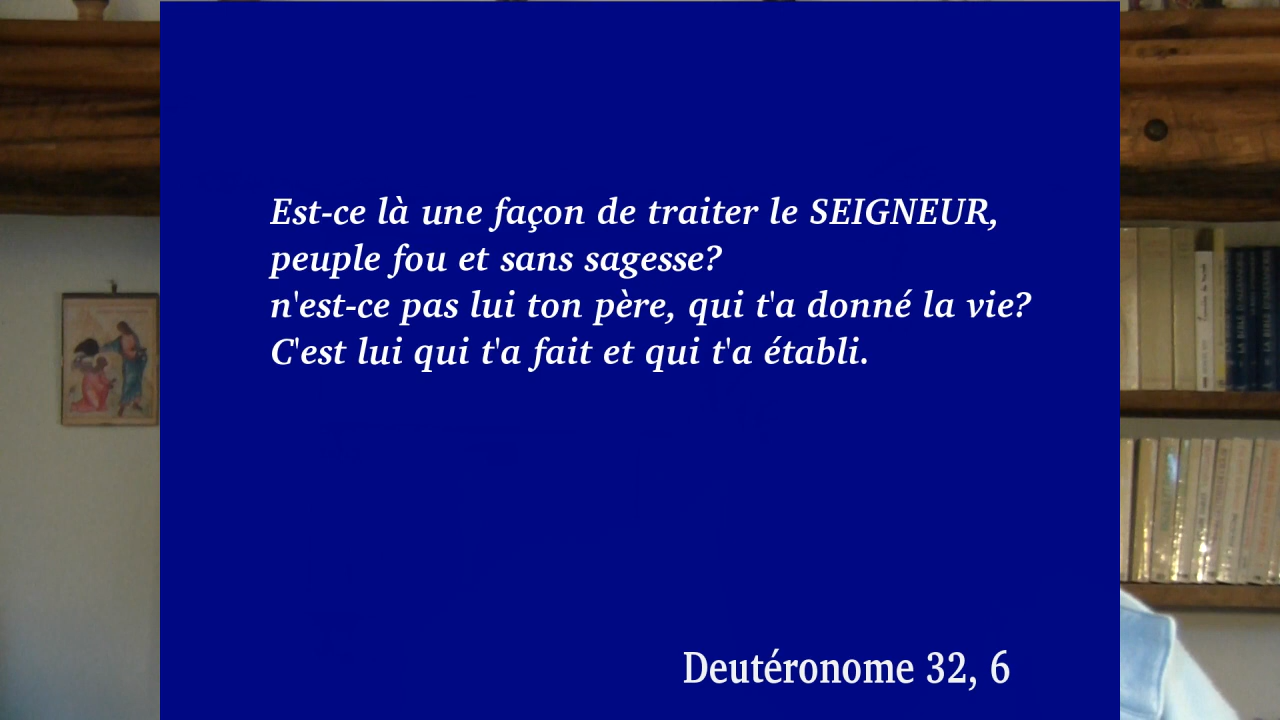 Est-ce là une façon de traiter le SEIGNEUR,
peuple fou et sans sagesse?
n'est-ce pas lui ton père, qui t'a donné la vie?
C'est lui qui t'a fait et qui t'a établi.
Deutéronome 32, 6